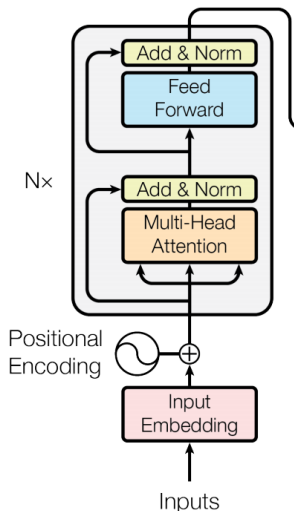 Add & Norm
Feed
Forward
N×
Add & Norm
Multi-Head
Attention
Positional
Encoding
Input
Embedding
Inputs